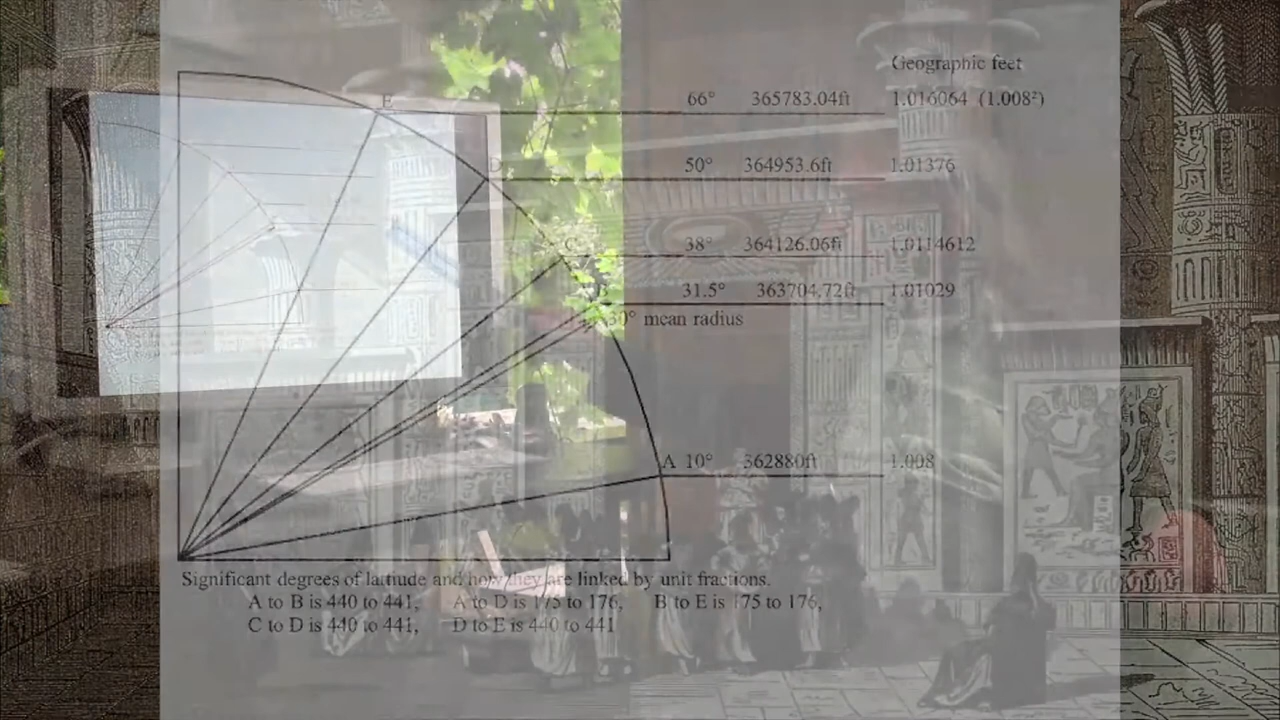 Geographic feet
E 66° 365783.04ft 1.016064 (1.008²)
D 50° 364953.6ft 1.01376
C 38° 364126.06ft 1.0114612
B 31.5° 363704.72ft 1.01029
30° mean radius
A 10° 362880ft 1.008
Significant degrees of lattiude and how they are linked by unit fractions.
A to B is 440 to 441, A to D is 175 to 176, B to E is 175 to 176,
C to D is 440 to 441, D to E is 440 to 441